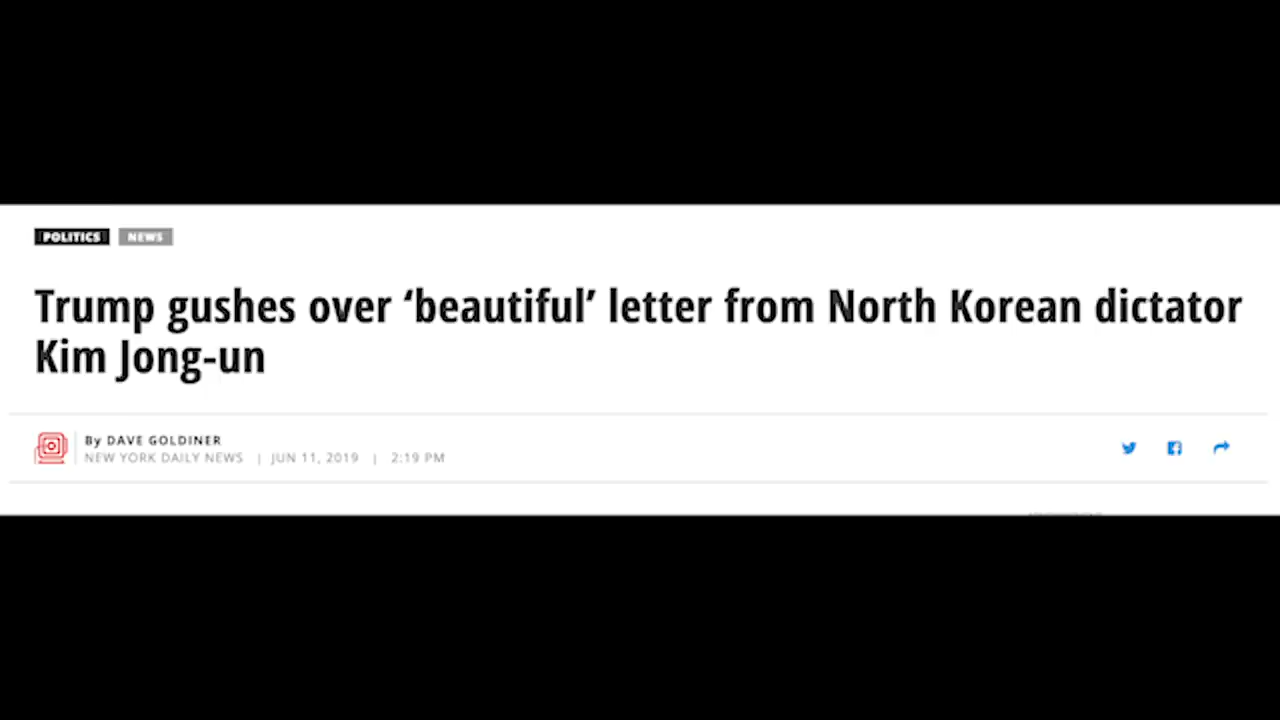 POLITICS NEWS
Trump gushes over ‘beautiful’ letter from North Korean dictator
Kim Jong-un
By DAVE GOLDINER
NEW YORK DAILY NEWS | JUN 11, 2019 | 2:19 PM